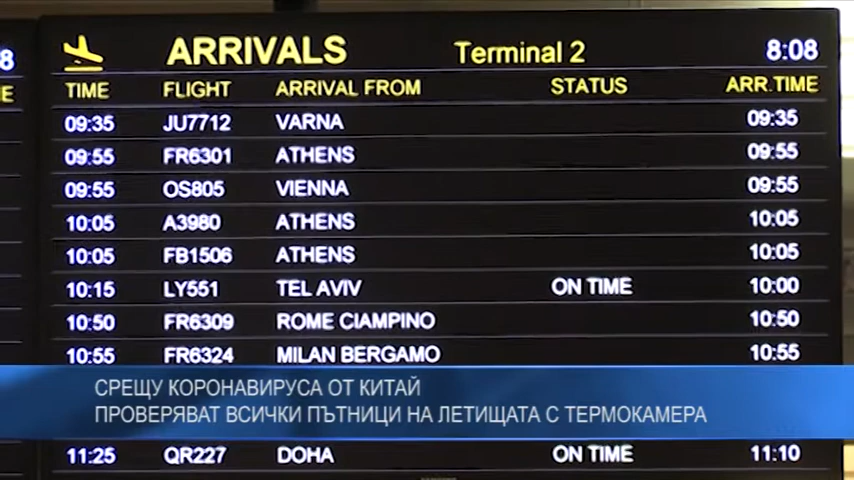 8
ARRIVALS Terminal 2 8:08
E TIME FLIGHT ARRIVAL FROM STATUS ARR.TIME
09:35 JU7712 VARNA 09:35
09:55 FR6301 ATHENS 09:55
09:55 OS805 VIENNA 09:55
10:05 A3980 ATHENS 10:05
10:05 FB1506 ATHENS 10:05
10:15 LY551 TEL AVIV ON TIME 10:00
10:50 FR6309 ROME CIAMPINO 10:50
10:55 FR6324 MILAN BERGAMO 10:55
СРЕЩУ КОРОНАВИРУСА ОТ КИТАЙ
ПРОВЕРЯВАТ ВСИЧКИ ПЪТНИЦИ НА ЛЕТИЩАТА С ТЕРМОКАМЕРА
11:25 QR227 DOHA ON TIME 11:10